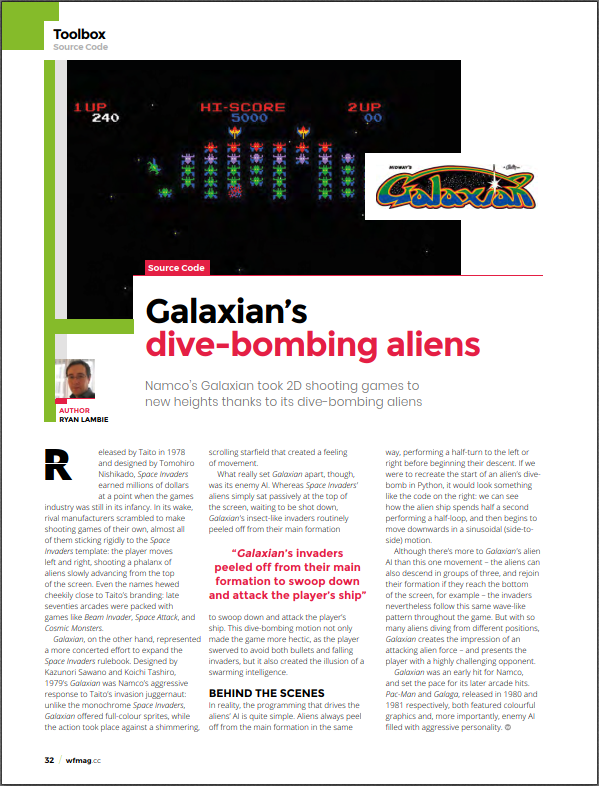 Toolbox
Source Code
1UP
HI-SCORE
2UP
240
5000
00
MIDWAY'S
Galaxian
Source Code
Galaxian's
dive-bombing aliens
Namco's Galaxian took 2D shooting games to
new heights thanks to its dive-bombing aliens
AUTHOR
RYAN LAMBIE
Released by Taito in 1978
and designed by Tomohiro
Nishikado, Space Invaders
earned millions of dollars
at a point when the games
industry was still in its infancy. In its wake,
rival manufacturers scrambled to make
shooting games of their own, almost all
of them sticking rigidly to the Space
Invaders template: the player moves
left and right, shooting a phalanx of
aliens slowly advancing from the top
of the screen. Even the names hewed
cheekily close to Taito's branding: late
seventies arcades were packed with
games like Beam Invader, Space Attack, and
Cosmic Monsters.
Galaxian, on the other hand, represented
a more concerted effort to expand the
Space Invaders rulebook. Designed by
Kazunori Sawano and Koichi Tashiro,
1979's Galaxian was Namco's aggressive
response to Taito's invasion juggernaut:
unlike the monochrome Space Invaders,
Galaxian offered full-colour sprites, while
the action took place against a shimmering,
scrolling starfield that created a feeling
of movement.
What really set Galaxian apart, though,
was its enemy AI. Whereas Space Invaders'
aliens simply sat passively at the top of
the screen, waiting to be shot down,
Galaxian's insect-like invaders routinely
peeled off from their main formation
"Galaxian's invaders
peeled off from their main
formation to swoop down
and attack the player's ship"
to swoop down and attack the player's
ship. This dive-bombing motion not only
made the game more hectic, as the player
swerved to avoid both bullets and falling
invaders, but it also created the illusion of a
swarming intelligence.
BEHIND THE SCENES
In reality, the programming that drives the
aliens' AI is quite simple. Aliens always peel
off from the main formation in the same
way, performing a half-turn to the left or
right before beginning their descent. If we
were to recreate the start of an alien's dive-
bomb in Python, it would look something
like the code on the right: we can see
how the alien ship spends half a second
performing a half-loop, and then begins to
move downwards in a sinusoidal (side-to-
side) motion.
Although there's more to Galaxian's alien
AI than this one movement – the aliens can
also descend in groups of three, and rejoin
their formation if they reach the bottom
of the screen, for example – the invaders
nevertheless follow this same wave-like
pattern throughout the game. But with so
many aliens diving from different positions,
Galaxian creates the impression of an
attacking alien force – and presents the
player with a highly challenging opponent.
Galaxian was an early hit for Namco,
and set the pace for its later arcade hits.
Pac-Man and Galaga, released in 1980 and
1981 respectively, both featured colourful
graphics and, more importantly, enemy AI
filled with aggressive personality.
32 / wfmag.cc